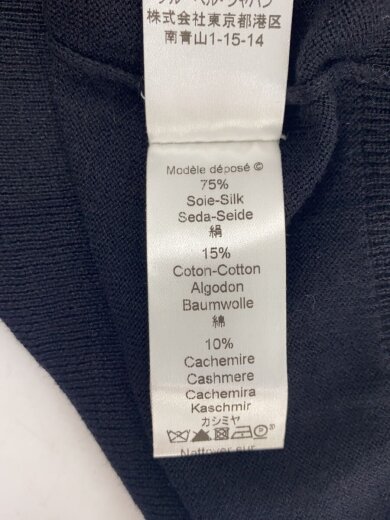 株式会社東京都港区
南青山1-15-14
Modèle déposé ©
75%
Soie-Silk
Seda-Seide
絹
15%
Coton-Cotton
Algodon
Baumwolle
綿
10%
Cachemire
Cashmere
Cachemira
Kaschmir
カシミヤ
P
Nettoyer sur